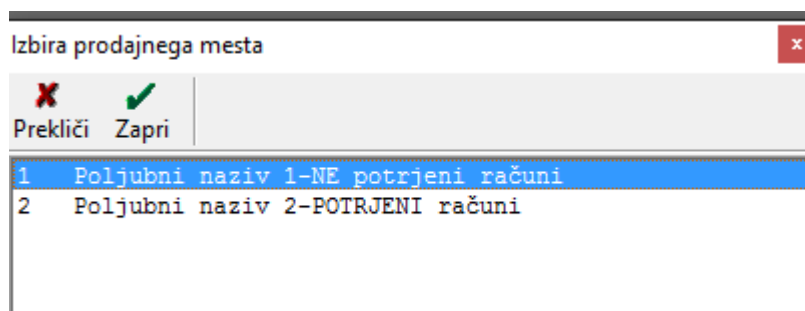 Izbira prodajnega mesta
x
Prekliči Zapri
1 Poljubni naziv 1-NE potrjeni računi
2 Poljubni naziv 2-POTRJENI računi